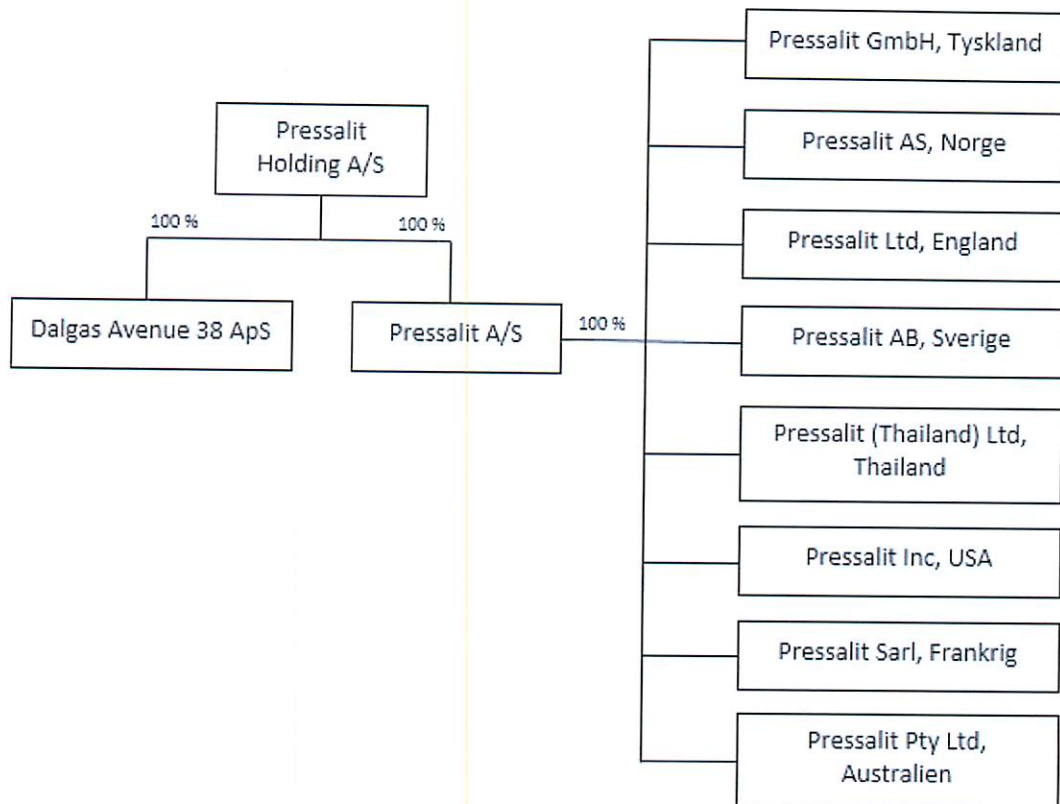 Pressalit
Holding A/S
100 %
100 %
Dalgas Avenue 38 ApS
Pressalit A/S
100 %
Pressalit GmbH, Tyskland
Pressalit AS, Norge
Pressalit Ltd, England
Pressalit AB, Sverige
Pressalit (Thailand) Ltd,
Thailand
Pressalit Inc, USA
Pressalit Sarl, Frankrig
Pressalit Pty Ltd,
Australien